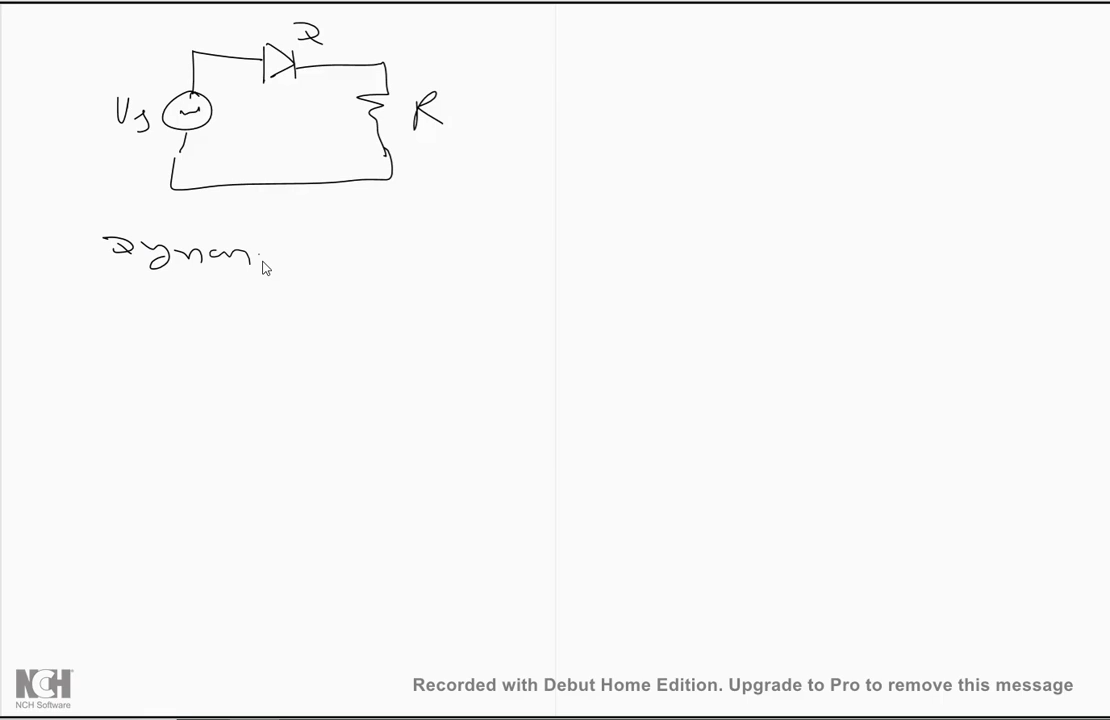 D
Vs
R
Dynam
NCH
NCH Software
Recorded with Debut Home Edition. Upgrade to Pro to remove this message